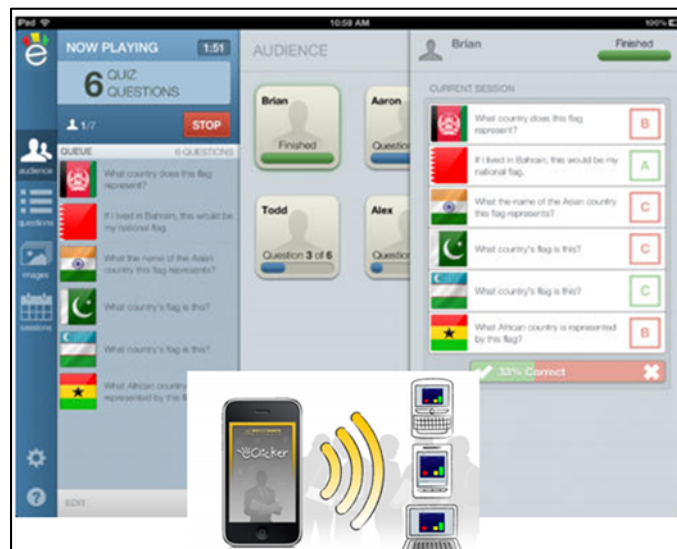 iPad
10:59 AM
100%
e
NOW PLAYING
1:51
6 QUIZ
QUESTIONS
1/7
STOP
QUEUE
6 QUESTIONS
What country does this flag
represent?
If i lived in Bahrain, this would be
my national flag.
What the name of the Asian
country this flag represents?
What country's flag is this?
What country's flag is this?
What African country
represented by this fl
EDIT
audience
questions
images
sessions
?
AUDIENCE
Brian
Finished
Aaron
Question
Todd
Question 3 of 6
Alex
Question
Brian
Finished
CURRENT SESSION
What country does this flag
represent?
B
If i lived in Bahrain, this would be my
national flag.
A
What the name of the Asian country
this flag represents?
C
What country's flag is this?
C
What country's flag is this?
C
What African country is represented
by this flag?
B
33% Correct
eClicker